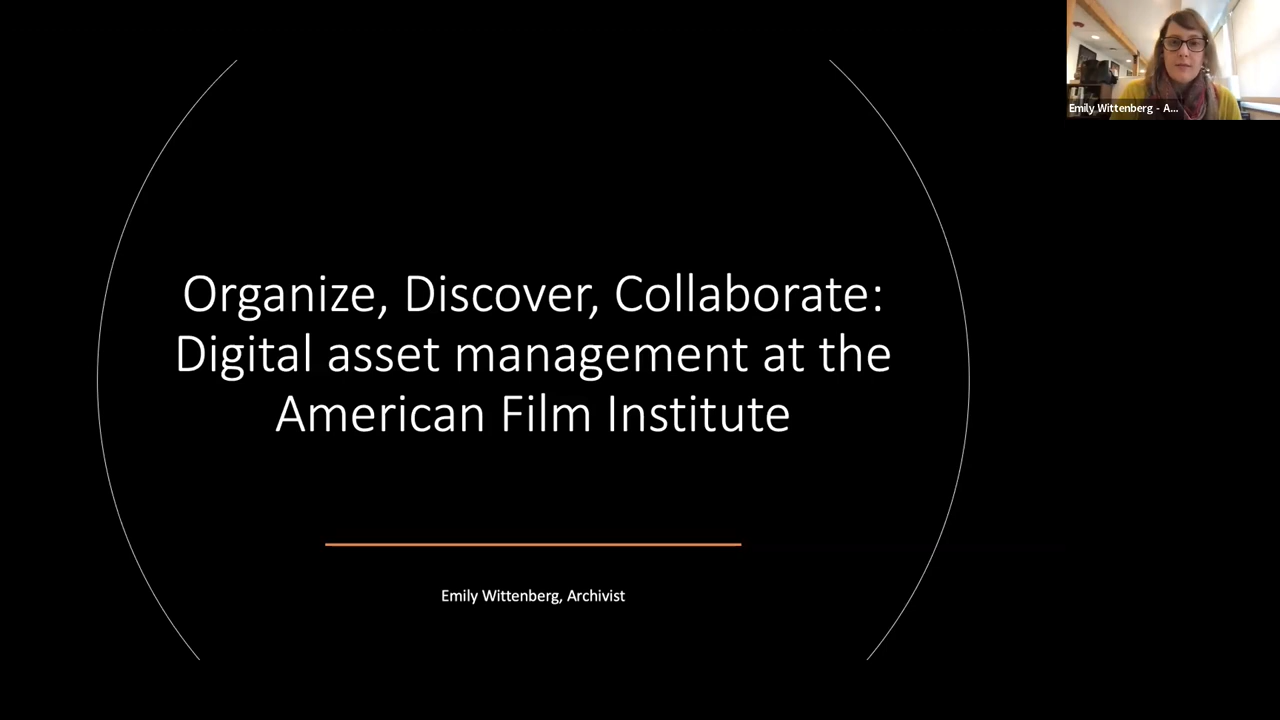 Emily Wittenberg - A...
Organize, Discover, Collaborate:
Digital asset management at the
American Film Institute
Emily Wittenberg, Archivist